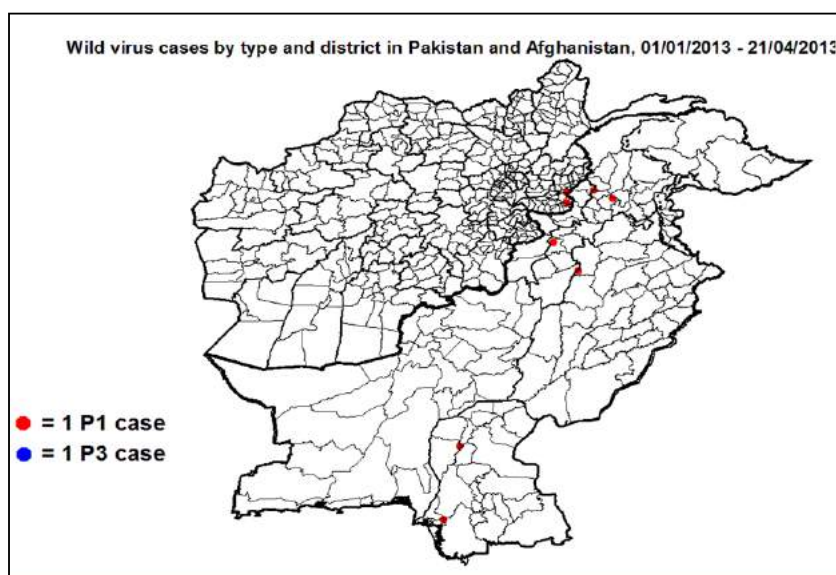 Wild virus cases by type and district in Pakistan and Afghanistan, 01/01/2013 - 21/04/2013
= 1 P1 case
= 1 P3 case